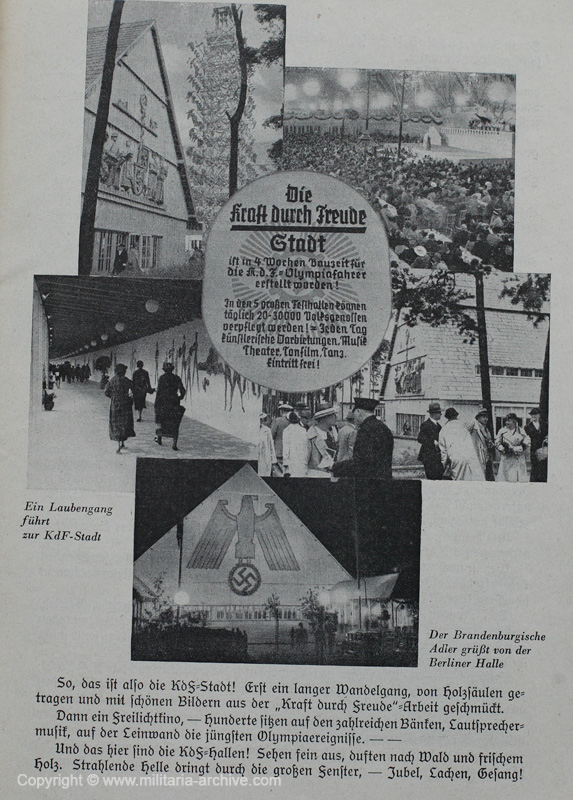 Die
Kraft durch Freude
Stadt
ist in 4 Wochen Bauzeit für
die K.d.F.-Olympiafahrer
erstellt worden!
In den 5 großen Festhallen können
täglich 20-30000 Volksgenossen
verpflegt werden! – Jeden Tag
künstlerische Darbietungen, Musik
Theater, Tonfilm, Tanz.
Eintritt frei!
Ein Laubengang
führt
zur KdF-Stadt
Der Brandenburgische
Adler grüßt von der
Berliner Halle
So, das ist also die KdF-Stadt! Erst ein langer Wandelgang, von Holzsäulen ge-
tragen und mit schönen Bildern aus der „Kraft durch Freude“-Arbeit geschmückt.
Dann ein Freilichtkino, — Hunderte sitzen auf den zahlreichen Bänken, Lautsprecher-
musik, auf der Leinwand die jüngsten Olympiaereignisse. — —
Und das hier sind die KdF-Hallen! Sehen fein aus, duften nach Wald und frischem
Holz. Strahlende Helle dringt durch die großen Fenster, — Jubel, Lachen, Gesang!
Copyright © www.militaria-archive.com